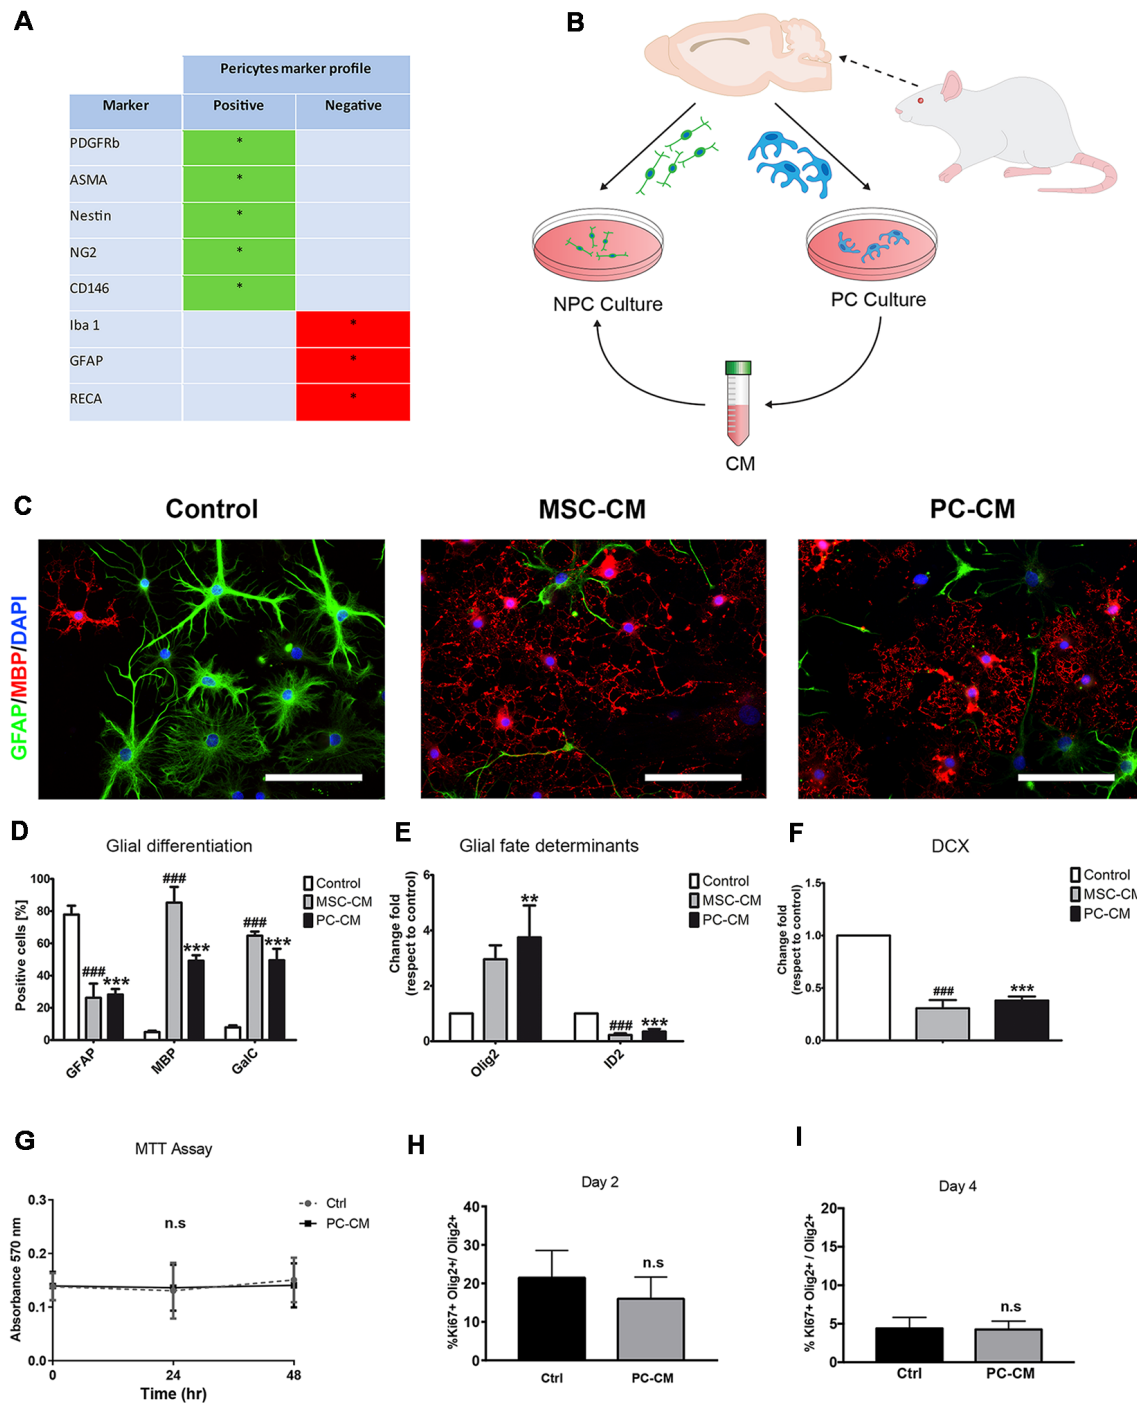 A
Pericytes marker profile
Marker Positive Negative
PDGFRb *
ASMA *
Nestin *
NG2 *
CD146 *
Iba 1 *
GFAP *
RECA *
B
NPC Culture
PC Culture
CM
C
Control
MSC-CM
PC-CM
GFAP/MBP/DAPI
D
Glial differentiation
Positive cells [%]
100
80
60
40
20
0
###
***
###
***
###
***
GFAP
MBP
GalC
Control
MSC-CM
PC-CM
E
Glial fate determinants
Change fold
(respect to control)
6
4
2
0
**
###
***
Olig2
ID2
Control
MSC-CM
PC-CM
F
DCX
Change fold
(respect to control)
1.5
1.0
0.5
0.0
###
***
Control
MSC-CM
PC-CM
G
MTT Assay
Absorbance 570 nm
0.3
0.2
0.1
0.0
n.s
Ctrl
PC-CM
0 24 48
Time (hr)
H
Day 2
%Ki67+ Olig2+/ Olig2+
40
30
20
10
0
n.s
Ctrl PC-CM
I
Day 4
% KI67+ Olig2+ / Olig2+
20
15
10
5
0
n.s
Ctrl PC-CM